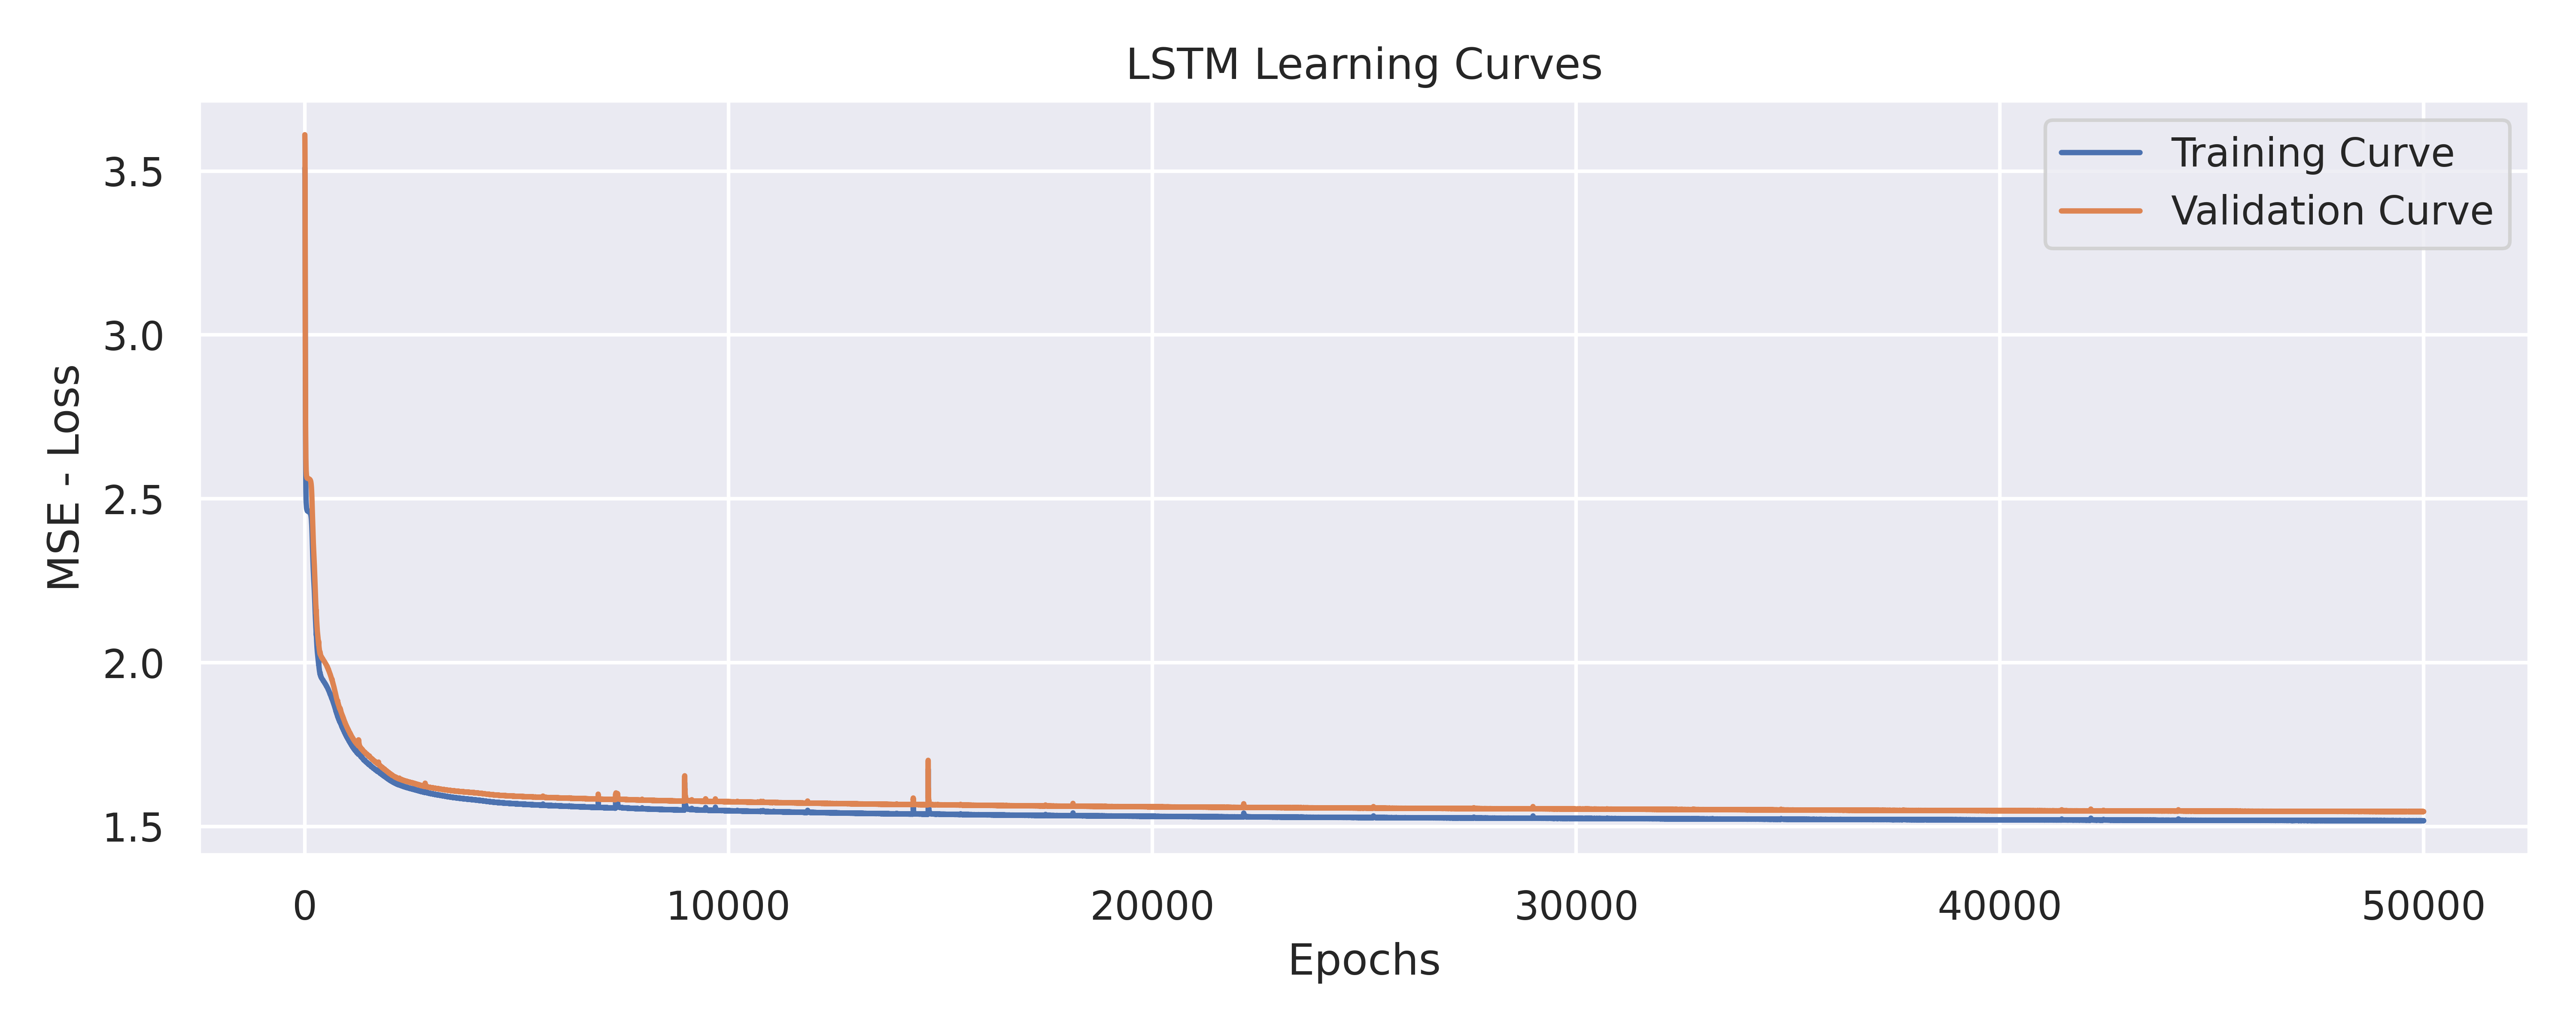 LSTM Learning Curves
Training Curve
Validation Curve
MSE - Loss
3.5
3.0
2.5
2.0
1.5
0 10000 20000 30000 40000 50000
Epochs